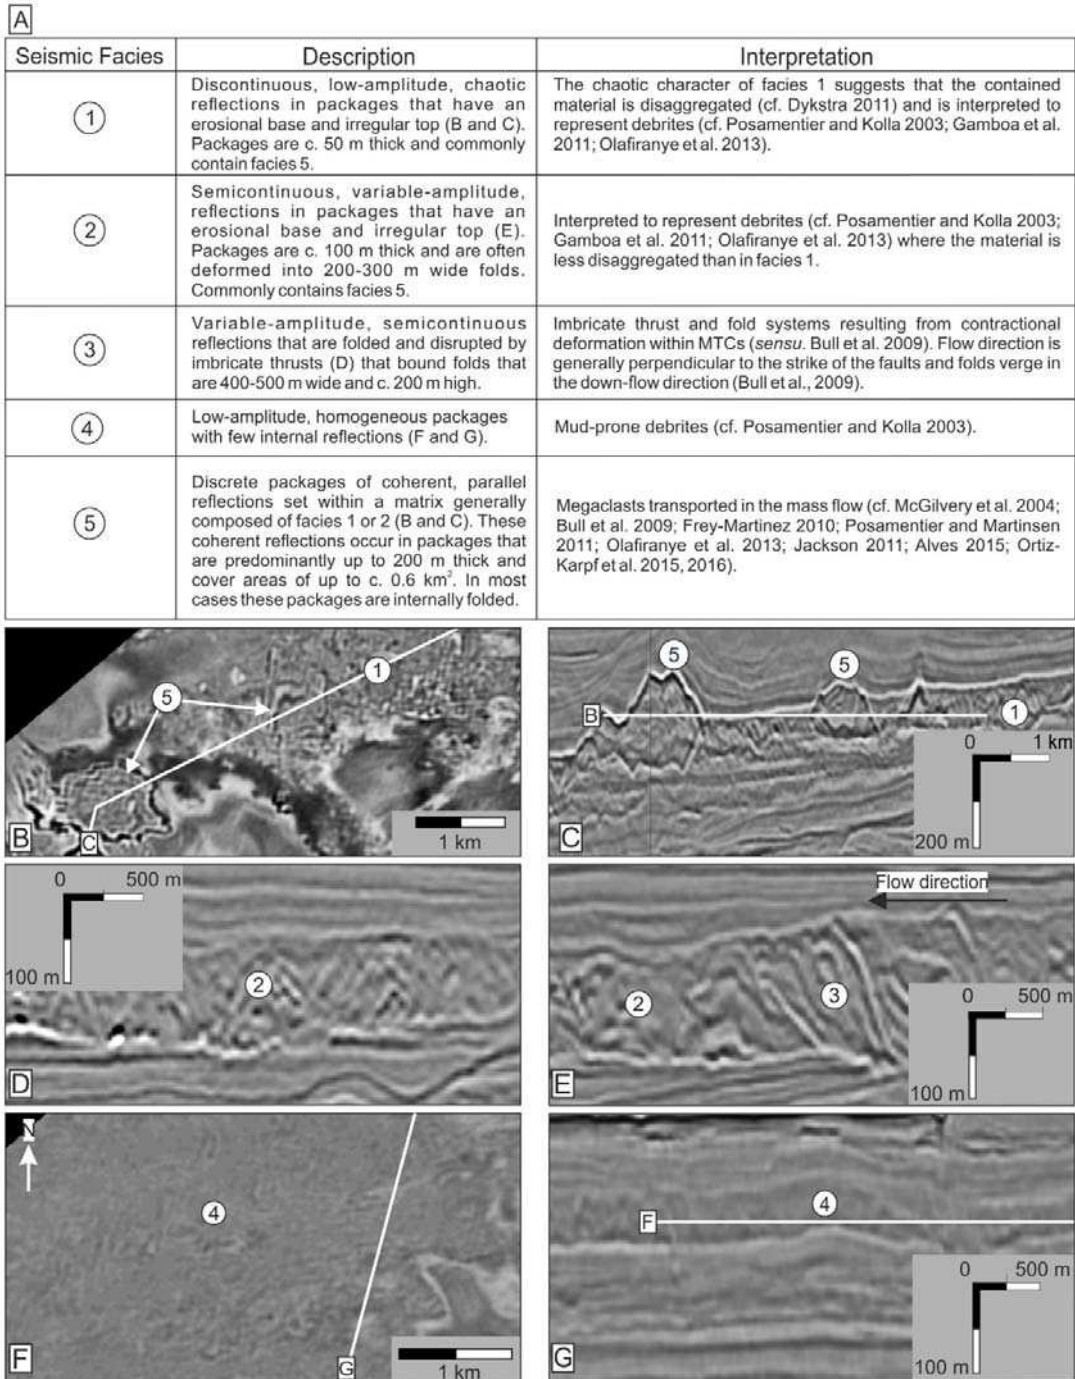 A
Seismic Facies
Description
Interpretation
1
Discontinuous, low-amplitude, chaotic
reflections in packages that have an
erosional base and irregular top (B and C).
Packages are c. 50 m thick and commonly
contain facies 5.
The chaotic character of facies 1 suggests that the contained
material is disaggregated (cf. Dykstra 2011) and is interpreted to
represent debrites (cf. Posamentier and Kolla 2003; Gamboa et al.
2011; Olafiranye et al. 2013).
2
Semicontinuous, variable-amplitude,
reflections in packages that have an
erosional base and irregular top (E).
Packages are c. 100 m thick and are often
deformed into 200-300 m wide folds.
Commonly contains facies 5.
Interpreted to represent debrites (cf. Posamentier and Kolla 2003;
Gamboa et al. 2011; Olafiranye et al. 2013) where the material is
less disaggregated than in facies 1.
3
Variable-amplitude, semicontinuous
reflections that are folded and disrupted by
imbricate thrusts (D) that bound folds that
are 400-500 m wide and c. 200 m high.
Imbricate thrust and fold systems resulting from contractional
deformation within MTCs (sensu. Bull et al. 2009). Flow direction is
generally perpendicular to the strike of the faults and folds verge in
the down-flow direction (Bull et al., 2009).
4
Low-amplitude, homogeneous packages
with few internal reflections (F and G).
Mud-prone debrites (cf. Posamentier and Kolla 2003).
5
Discrete packages of coherent, parallel
reflections set within a matrix generally
composed of facies 1 or 2 (B and C). These
coherent reflections occur in packages that
are predominantly up to 200 m thick and
cover areas of up to c. 0.6 km². In most
cases these packages are internally folded.
Megaclasts transported in the mass flow (cf. McGilvery et al. 2004;
Bull et al. 2009; Frey-Martinez 2010; Posamentier and Martinsen
2011; Olafiranye et al. 2013; Jackson 2011; Alves 2015; Ortiz-
Karpf et al. 2015, 2016).
1
5
B
C
1 km
5
5
B
1
0 1 km
200 m
C
0 500 m
100 m
2
D
Flow direction
2
3
0 500 m
100 m
E
N
4
F
G
1 km
4
F
0 500 m
100 m
G